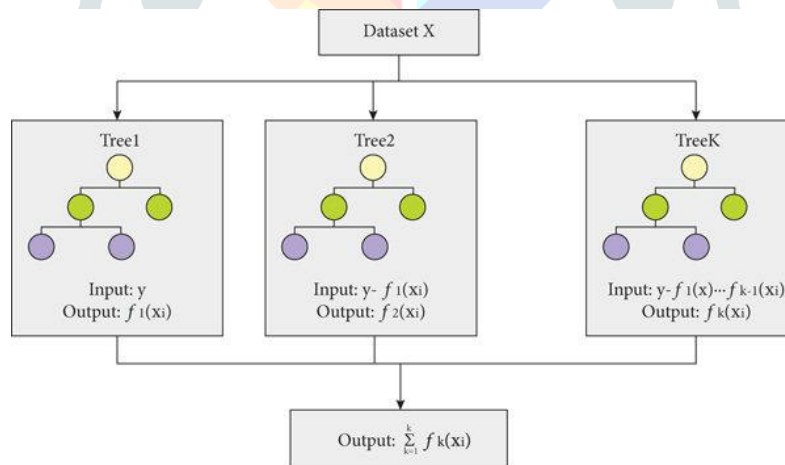 Dataset X
Tree1
Input: y
Output: f1(xi)
Tree2
Input: y- f1(xi)
Output: f2(xi)
TreeK
Input: y-f1(x)···fk-1(xi)
Output: fk(xi)
Output: k∑k=1 fk(xi)